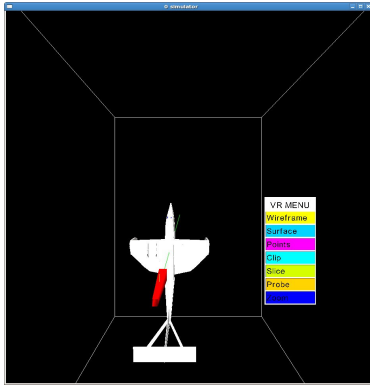 simulator
VR MENU
Wireframe
Surface
Points
Clip
Slice
Probe